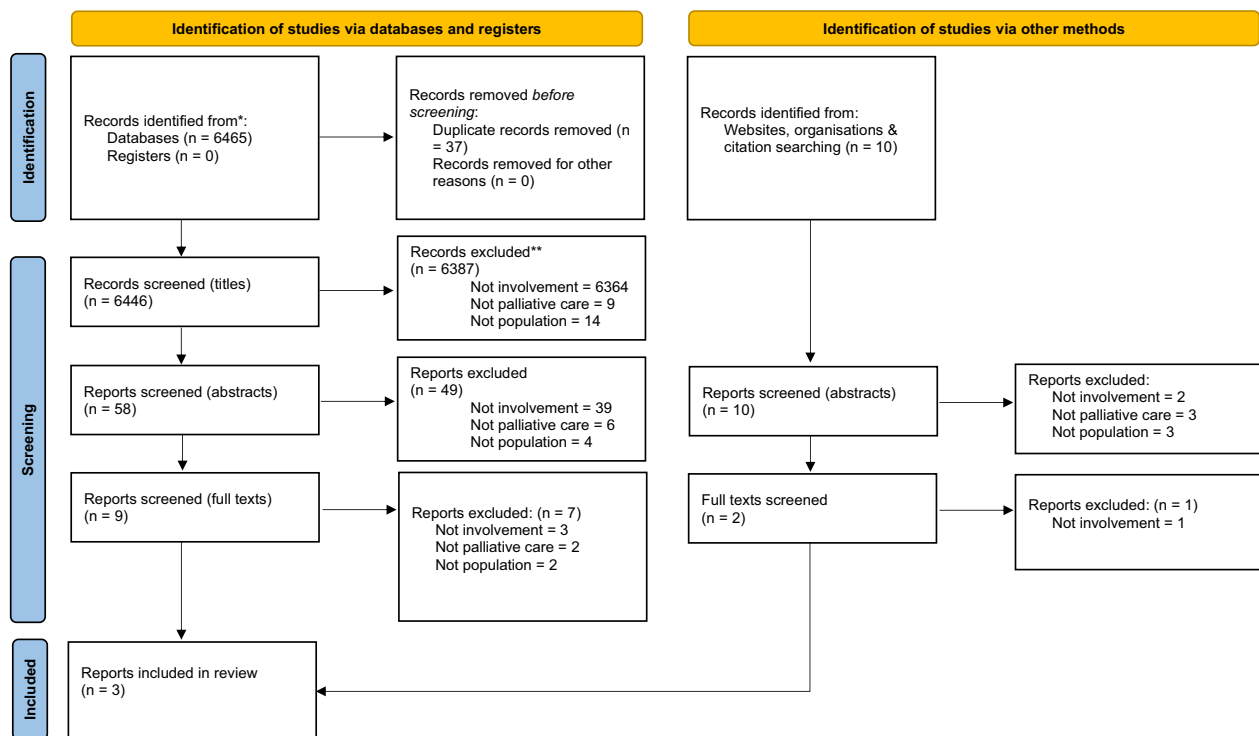 Identification of studies via databases and registers
Identification of studies via other methods
Identification
Records identified from*:
Databases (n = 6465)
Registers (n = 0)
Records removed before
screening:
Duplicate records removed (n
= 37)
Records removed for other
reasons (n = 0)
Records identified from:
Websites, organisations &
citation searching (n = 10)
Screening
Records screened (titles)
(n = 6446)
Records excluded**
(n = 6387)
Not involvement = 6364
Not palliative care = 9
Not population = 14
Reports screened (abstracts)
(n = 58)
Reports excluded
(n = 49)
Not involvement = 39
Not palliative care = 6
Not population = 4
Reports screened (abstracts)
(n = 10)
Reports excluded:
Not involvement = 2
Not palliative care = 3
Not population = 3
Reports screened (full texts)
(n = 9)
Reports excluded: (n = 7)
Not involvement = 3
Not palliative care = 2
Not population = 2
Full texts screened
(n = 2)
Reports excluded: (n = 1)
Not involvement = 1
Included
Reports included in review
(n = 3)